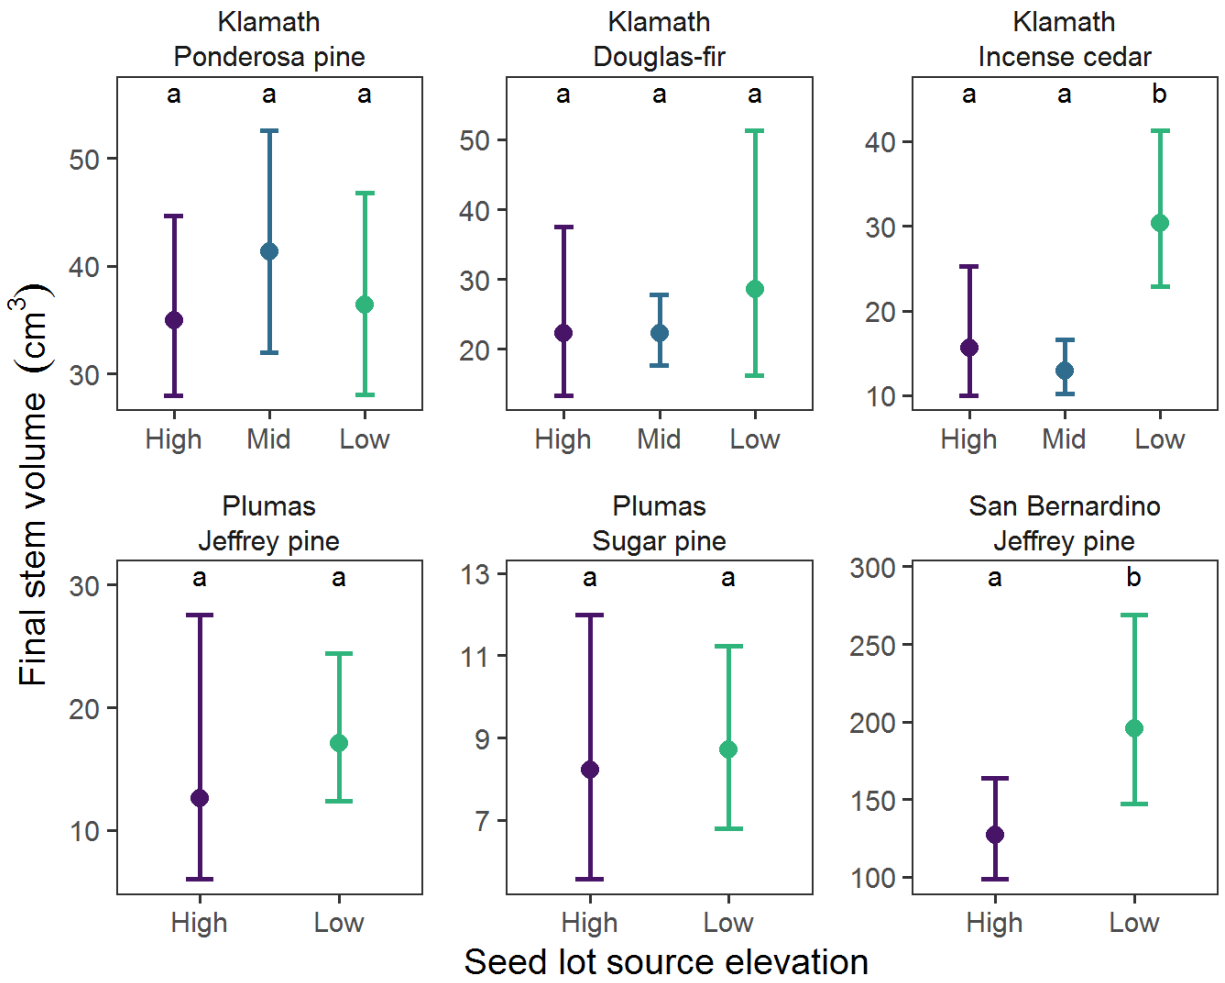 Klamath
Ponderosa pine
Klamath
Douglas-fir
Klamath
Incense cedar
a a a
a a a
a a b
50
40
30
50
40
30
20
40
30
20
10
High Mid Low
High Mid Low
High Mid Low
Final stem volume (cm³)
Plumas
Jeffrey pine
Plumas
Sugar pine
San Bernardino
Jeffrey pine
a a
a a
a b
30
20
10
13
11
9
7
300
250
200
150
100
High Low
High Low
High Low
Seed lot source elevation